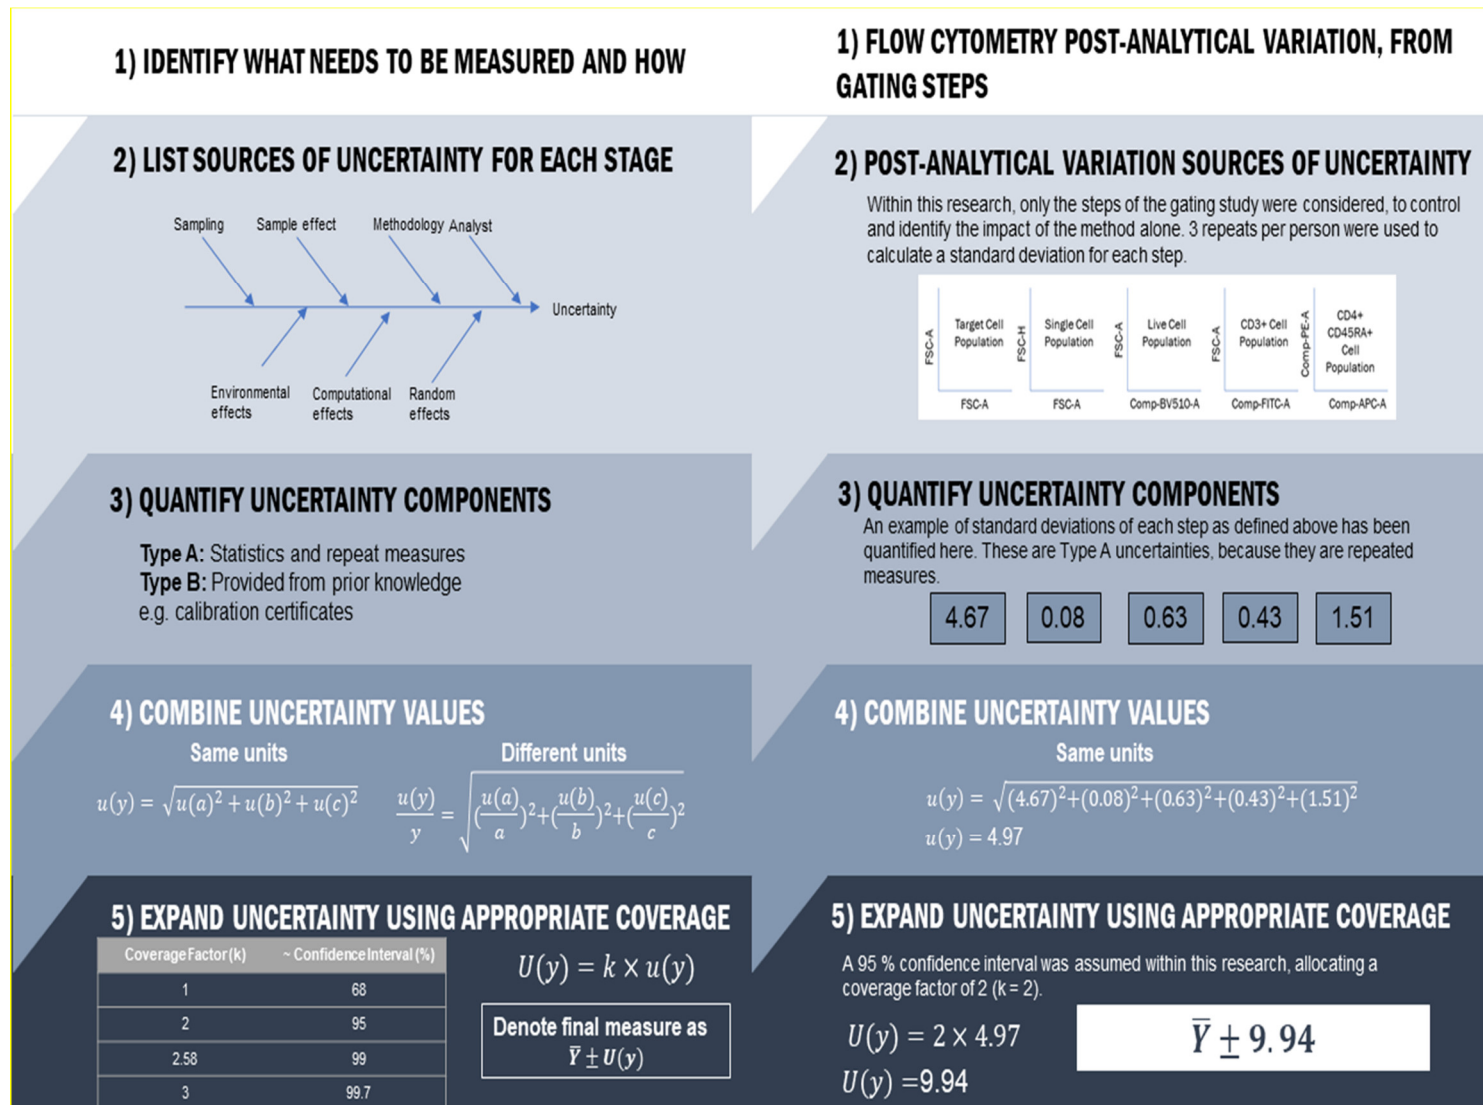 1) IDENTIFY WHAT NEEDS TO BE MEASURED AND HOW
2) LIST SOURCES OF UNCERTAINTY FOR EACH STAGE
Sampling
Sample effect
Methodology
Analyst
Uncertainty
Environmental
effects
Computational
effects
Random
effects
3) QUANTIFY UNCERTAINTY COMPONENTS
Type A: Statistics and repeat measures
Type B: Provided from prior knowledge
e.g. calibration certificates
4) COMBINE UNCERTAINTY VALUES
Same units
Different units
u(y) = √(u(a)² + u(b)² + u(c)²)
u(y)/y = √((u(a)/a)²+(u(b)/b)²+(u(c)/c)²)
5) EXPAND UNCERTAINTY USING APPROPRIATE COVERAGE
Coverage Factor (k) ~ Confidence Interval (%)
1 68
2 95
2.58 99
3 99.7
U(y) = k × u(y)
Denote final measure as
Ȳ ± U(y)
1) FLOW CYTOMETRY POST-ANALYTICAL VARIATION, FROM
GATING STEPS
2) POST-ANALYTICAL VARIATION SOURCES OF UNCERTAINTY
Within this research, only the steps of the gating study were considered, to control
and identify the impact of the method alone. 3 repeats per person were used to
calculate a standard deviation for each step.
FSC-A
Target Cell
Population
FSC-A
FSC-H
Single Cell
Population
FSC-A
FSC-A
Live Cell
Population
Comp-BV510-A
FSC-A
CD3+ Cell
Population
Comp-FITC-A
Comp-PE-A
CD4+
CD45RA+
Cell
Population
Comp-APC-A
3) QUANTIFY UNCERTAINTY COMPONENTS
An example of standard deviations of each step as defined above has been
quantified here. These are Type A uncertainties, because they are repeated
measures.
4.67 0.08 0.63 0.43 1.51
4) COMBINE UNCERTAINTY VALUES
Same units
u(y) = √((4.67)²+(0.08)²+(0.63)²+(0.43)²+(1.51)²)
u(y) = 4.97
5) EXPAND UNCERTAINTY USING APPROPRIATE COVERAGE
A 95 % confidence interval was assumed within this research, allocating a
coverage factor of 2 (k = 2).
U(y) = 2 × 4.97
U(y) =9.94
Ȳ ± 9.94